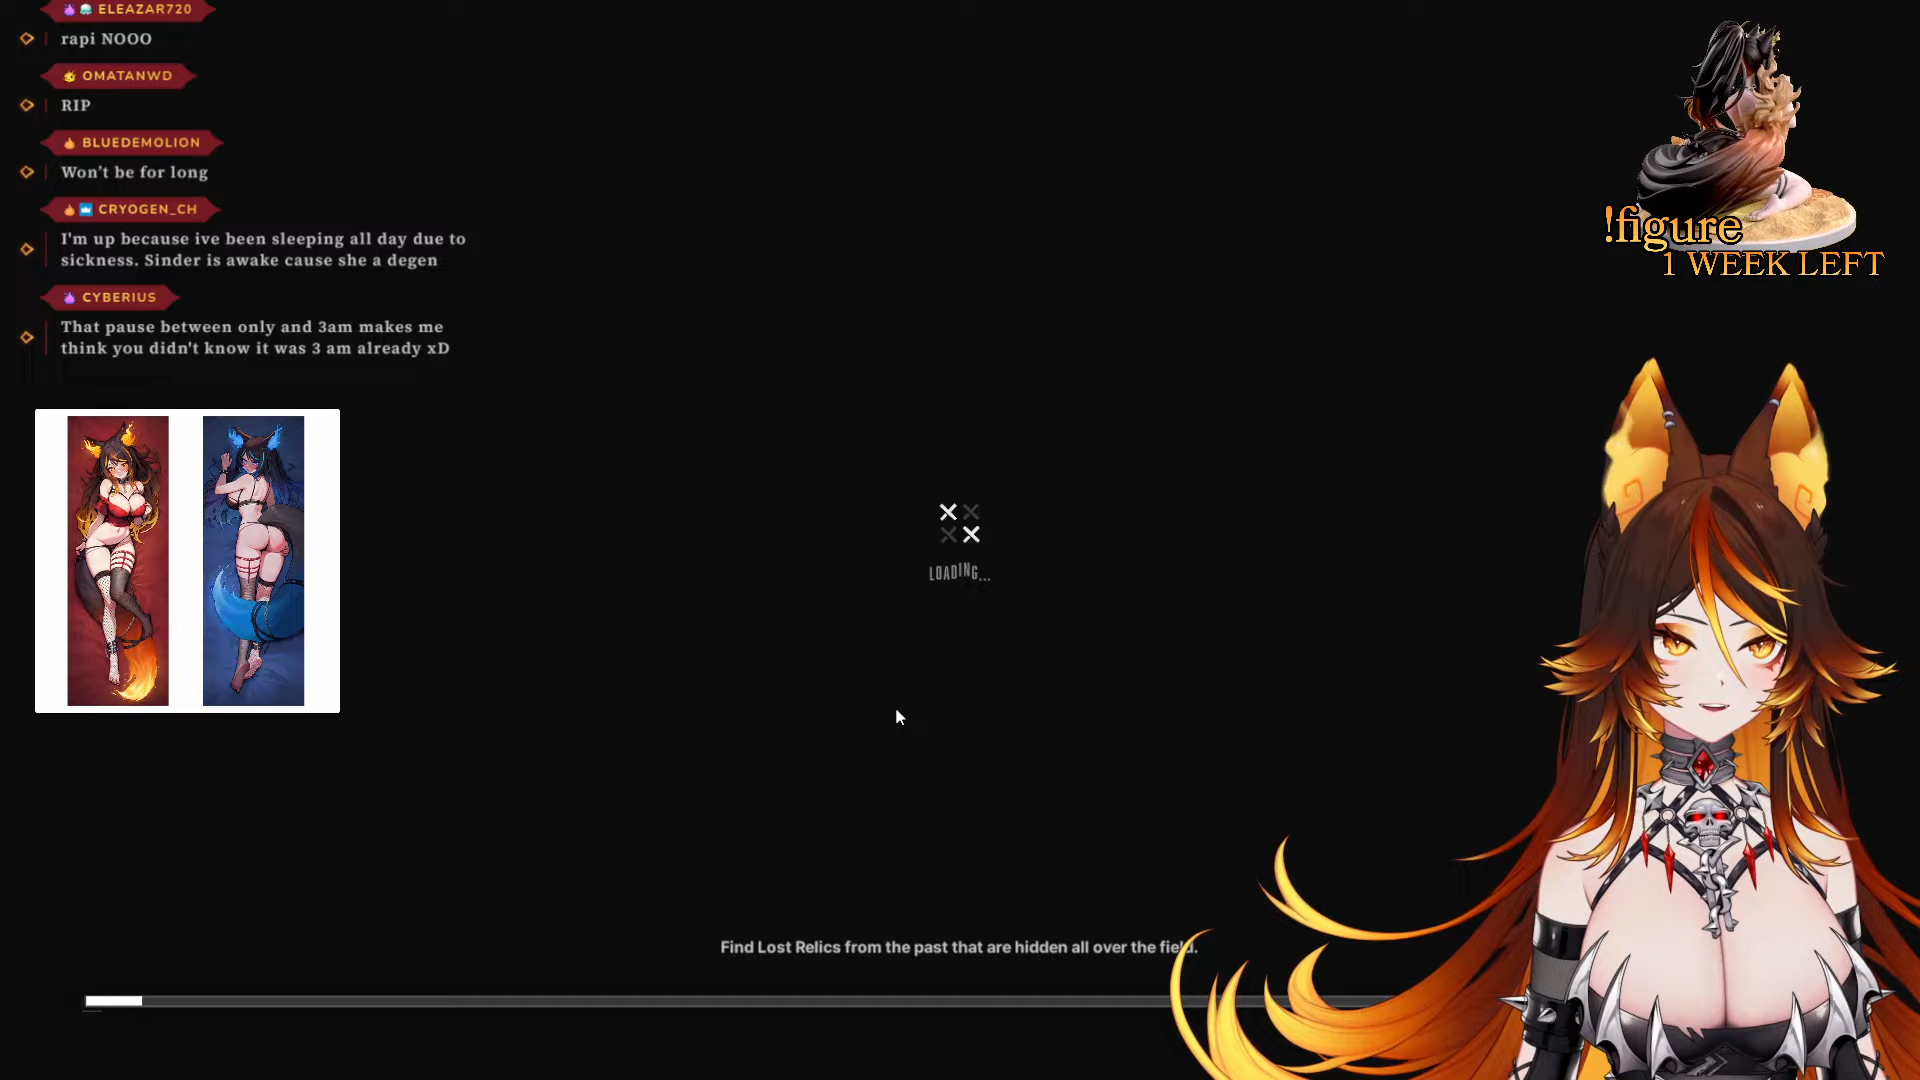 ELEAZAR720
rapi NOOO
OMATANWD
RIP
BLUEDEMOLION
Won't be for long
CRYOGEN_CH
I'm up because ive been sleeping all day due to
sickness. Sinder is awake cause she a degen
CYBERIUS
That pause between only and 3am makes me
think you didn't know it was 3 am already xD
!figure
1 WEEK LEFT
LOADING...
Find Lost Relics from the past that are hidden all over the field.